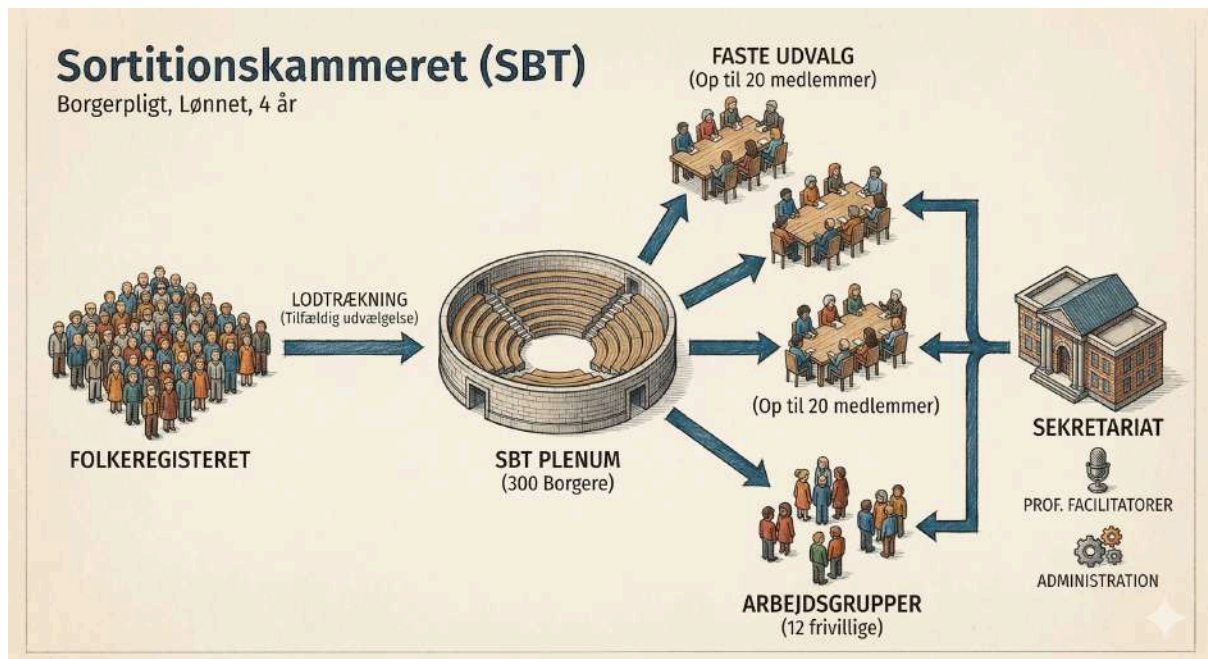 Sortitionskammeret (SBT)
Borgerpligt, Lønnet, 4 år
FASTE UDVALG
(Op til 20 medlemmer)
LODTRÆKNING
(Tilfældig udvælgelse)
FOLKEREGISTERET
SBT PLENUM
(300 Borgere)
(Op til 20 medlemmer)
ARBEJDSGRUPPER
(12 frivillige)
SEKRETARIAT
PROF. FACILITATORER
ADMINISTRATION